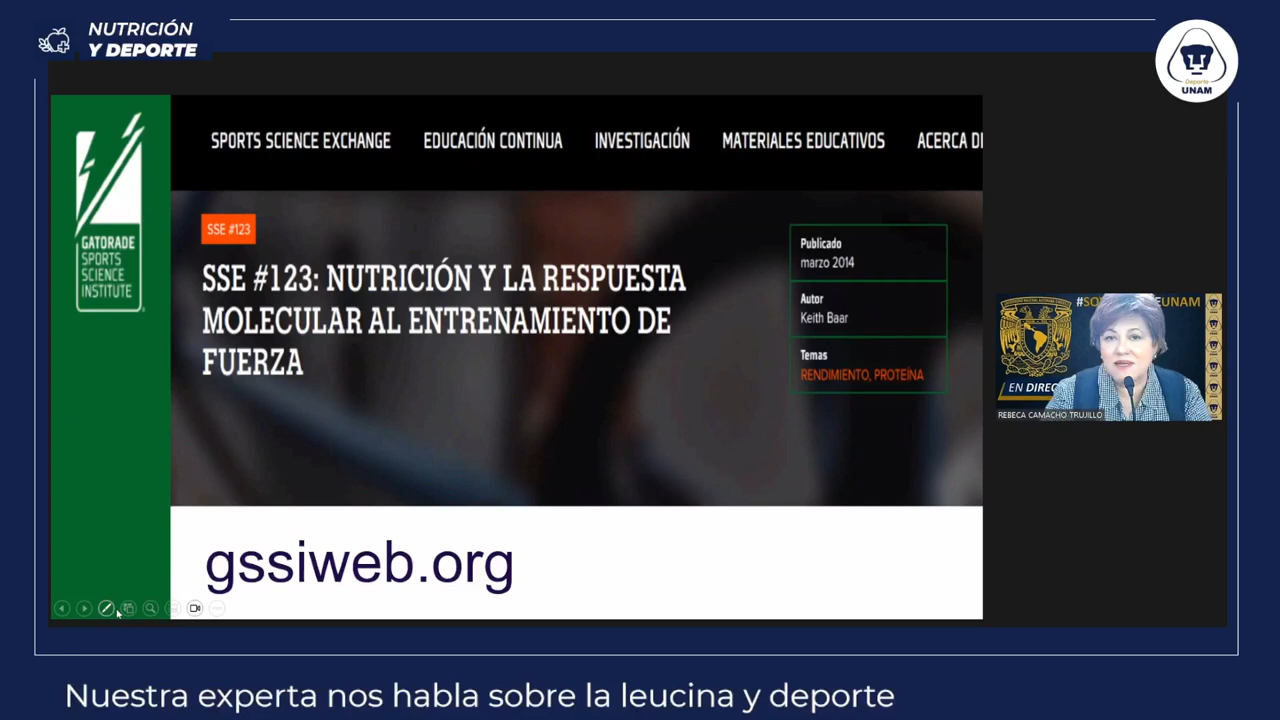 NUTRICIÓN
Y DEPORTE
Deporte
UNAM
SPORTS SCIENCE EXCHANGE EDUCACIÓN CONTINUA INVESTIGACIÓN MATERIALES EDUCATIVOS ACERCA DE
GATORADE
SPORTS
SCIENCE
INSTITUTE
SSE #123
SSE #123: NUTRICIÓN Y LA RESPUESTA
MOLECULAR AL ENTRENAMIENTO DE
FUERZA
Publicado
marzo 2014
Autor
Keith Baar
Temas
RENDIMIENTO, PROTEÍNA
EN DIREC
REBECA CAMACHO TRUJILLO
gssiweb.org
Nuestra experta nos habla sobre la leucina y deporte